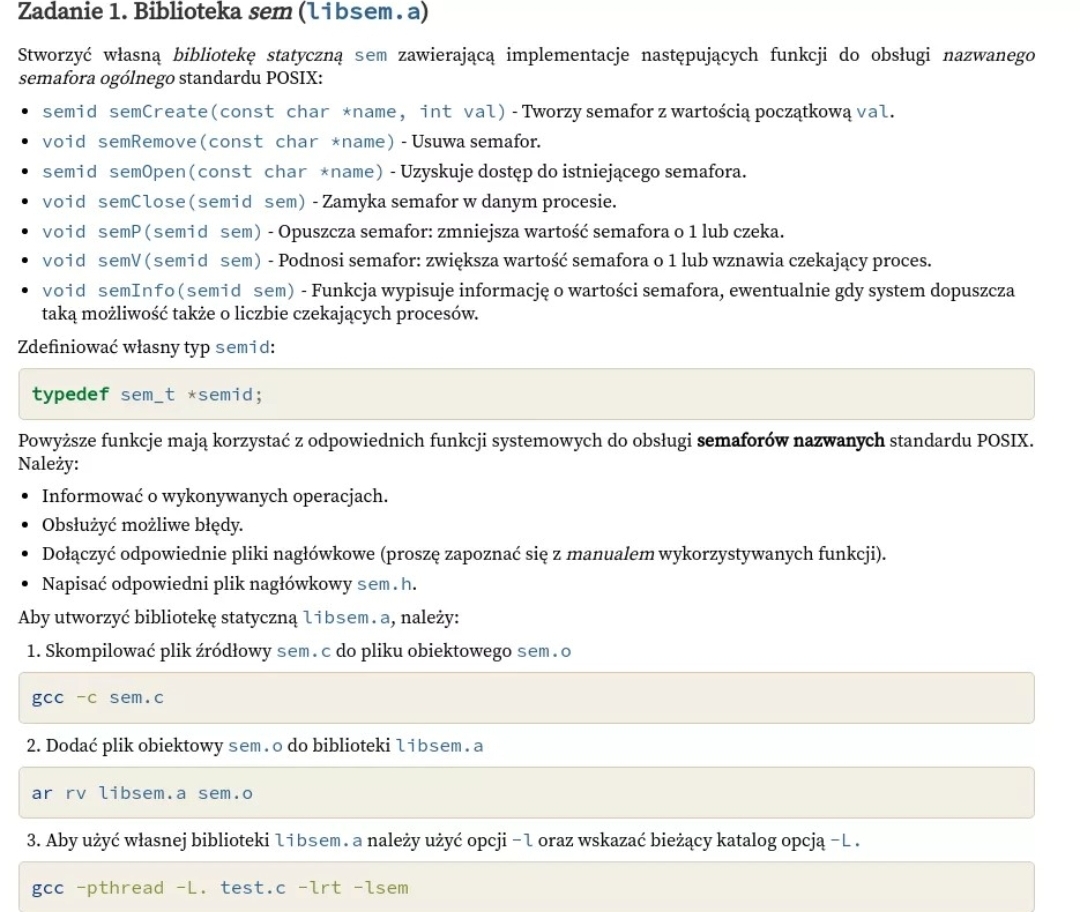 Zadanie 1. Biblioteka sem (libsem.a)
Stworzyć własną bibliotekę statyczną sem zawierającą implementacje następujących funkcji do obsługi nazwanego
semafora ogólnego standardu POSIX:
• semid semCreate(const char *name, int val) - Tworzy semafor z wartością początkową val.
• void semRemove(const char *name) - Usuwa semafor.
• semid semOpen(const char *name) - Uzyskuje dostęp do istniejącego semafora.
• void semClose(semid sem) - Zamyka semafor w danym procesie.
• void semP(semid sem) - Opuszcza semafor: zmniejsza wartość semafora o 1 lub czeka.
• void semV(semid sem) - Podnosi semafor: zwiększa wartość semafora o 1 lub wznawia czekający proces.
• void semInfo(semid sem) - Funkcja wypisuje informację o wartości semafora, ewentualnie gdy system dopuszcza
taką możliwość także o liczbie czekających procesów.
Zdefiniować własny typ semid:
typedef sem_t *semid;
Powyższe funkcje mają korzystać z odpowiednich funkcji systemowych do obsługi semaforów nazwanych standardu POSIX.
Należy:
• Informować o wykonywanych operacjach.
• Obsłużyć możliwe błędy.
• Dołączyć odpowiednie pliki nagłówkowe (proszę zapoznać się z manualem wykorzystywanych funkcji).
• Napisać odpowiedni plik nagłówkowy sem.h.
Aby utworzyć bibliotekę statyczną libsem.a, należy:
1. Skompilować plik źródłowy sem.c do pliku obiektowego sem.o
gcc -c sem.c
2. Dodać plik obiektowy sem.o do biblioteki libsem.a
ar rv libsem.a sem.o
3. Aby użyć własnej biblioteki libsem.a należy użyć opcji -l oraz wskazać bieżący katalog opcją -L.
gcc -pthread -L. test.c -lrt -lsem